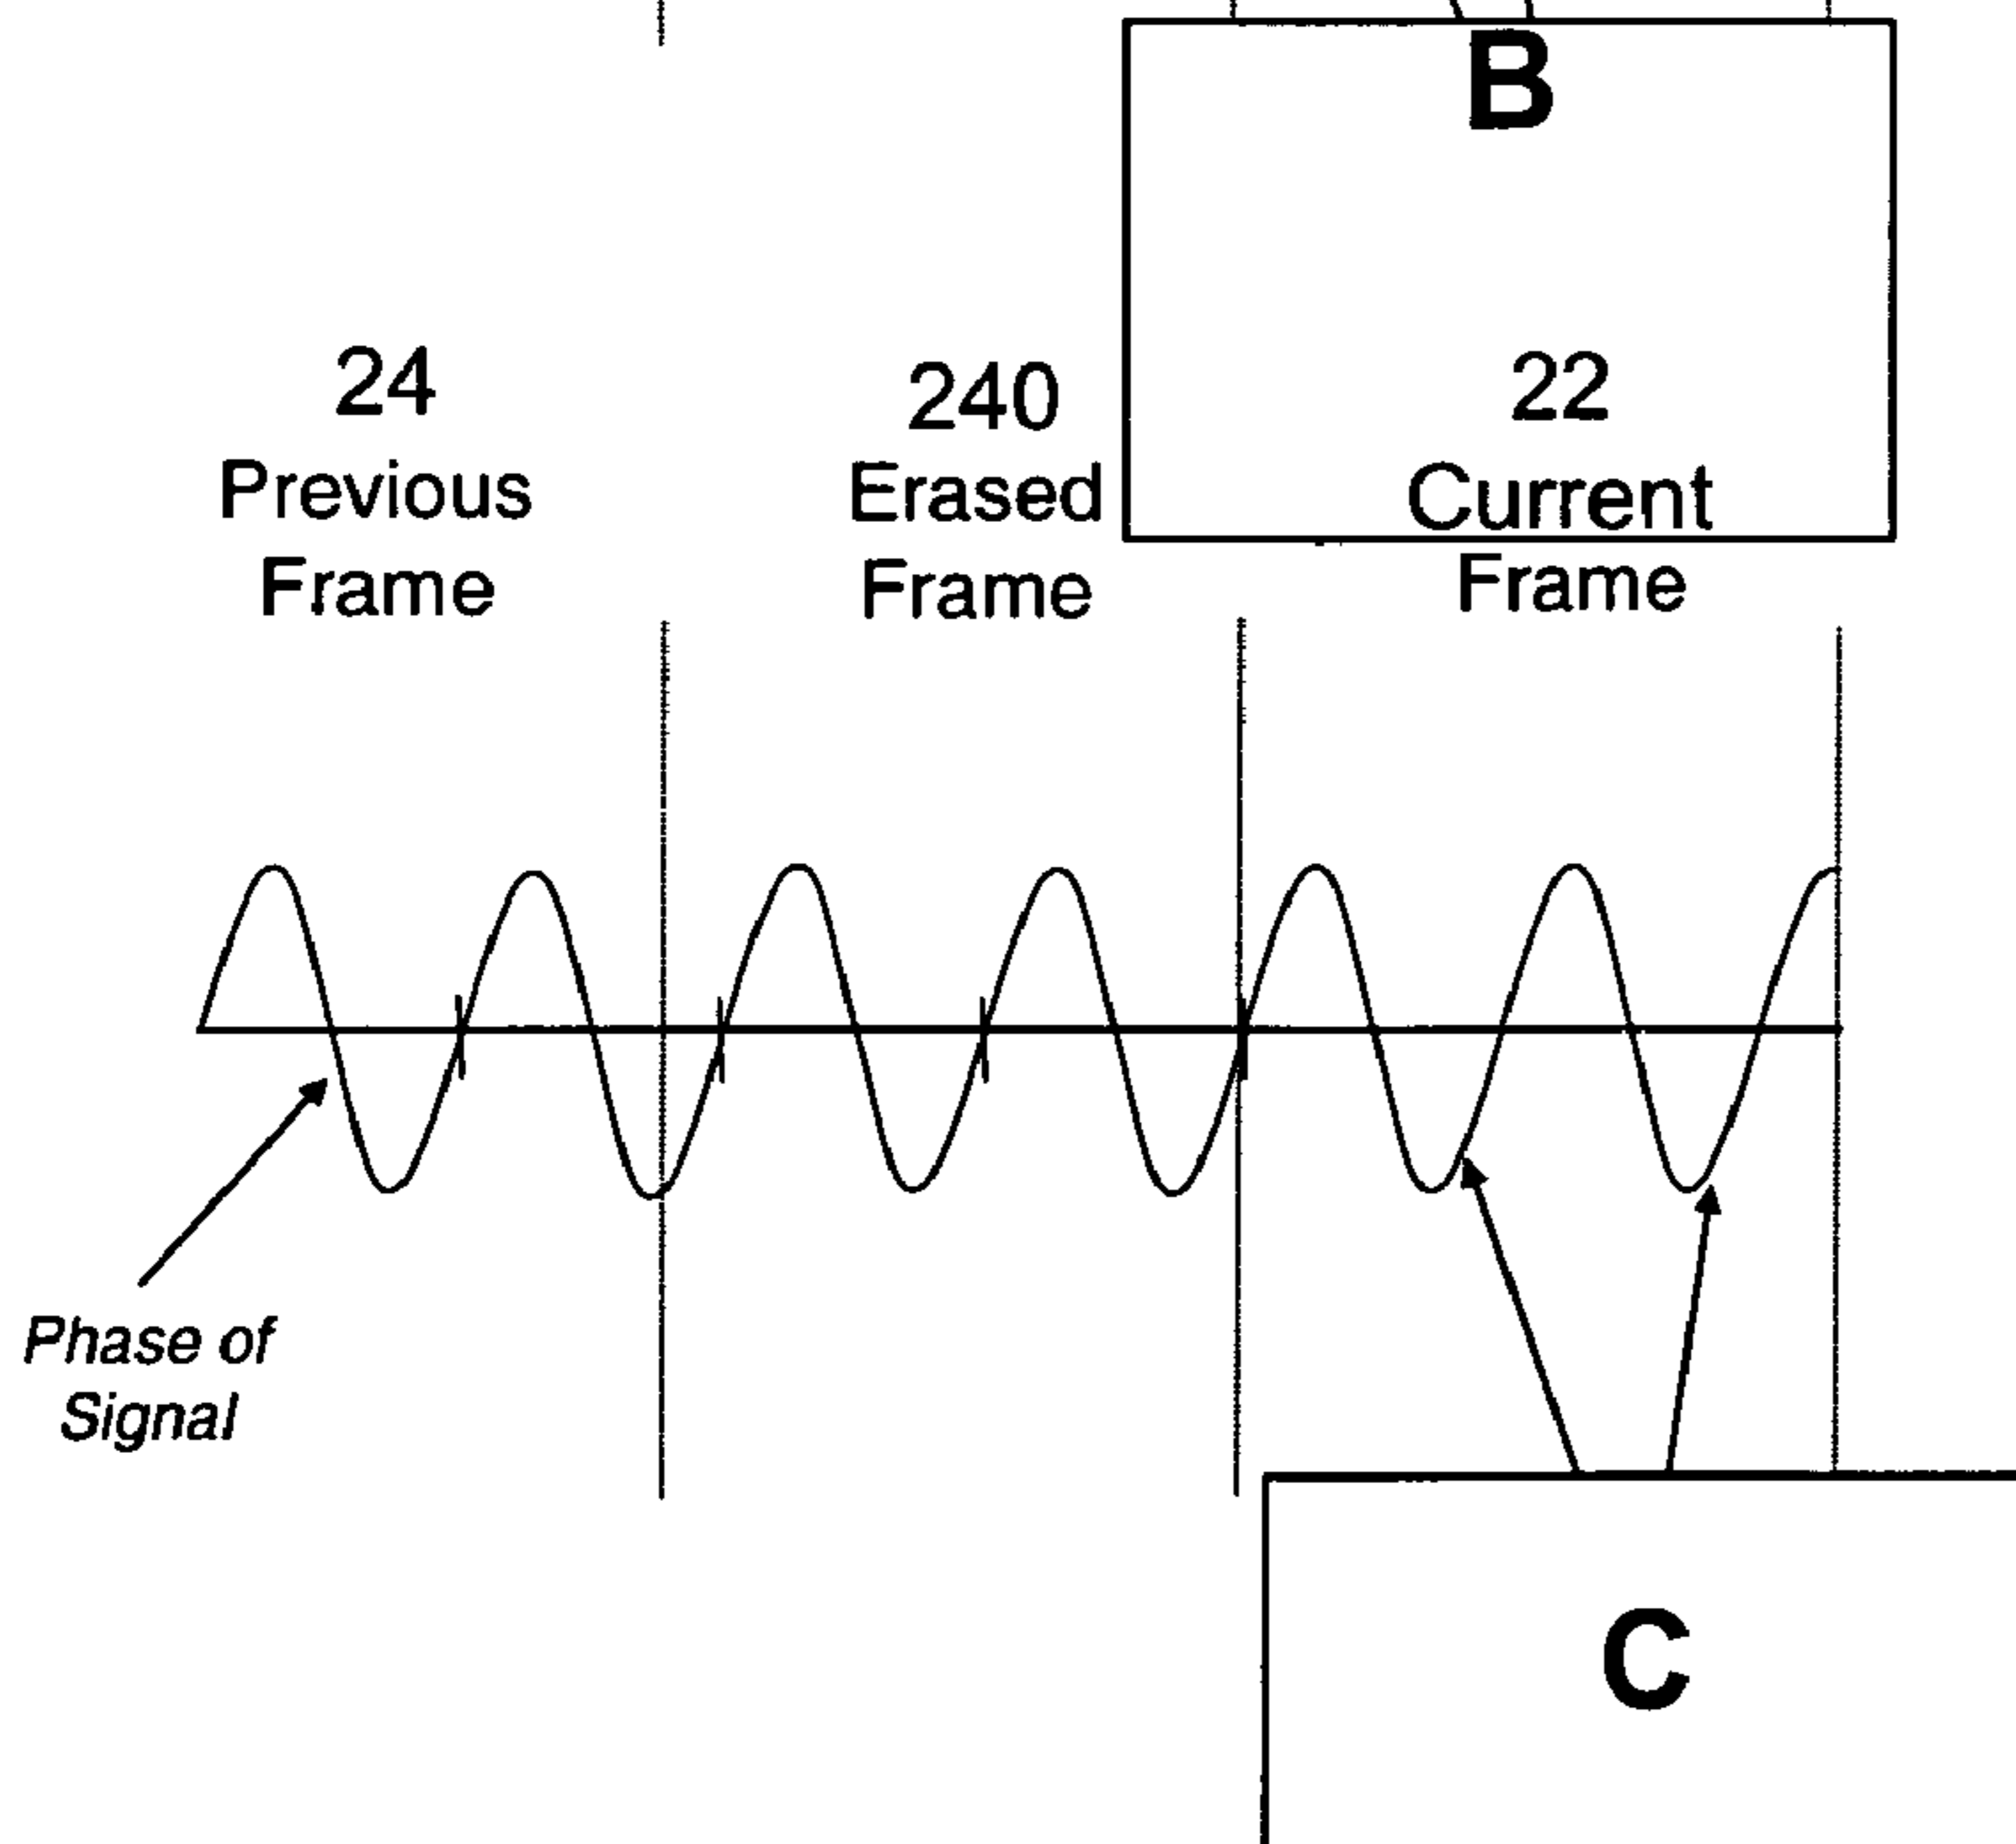 B
24
Previous
Frame
240
Erased
Frame
22
Current
Frame
Phase of
Signal
C